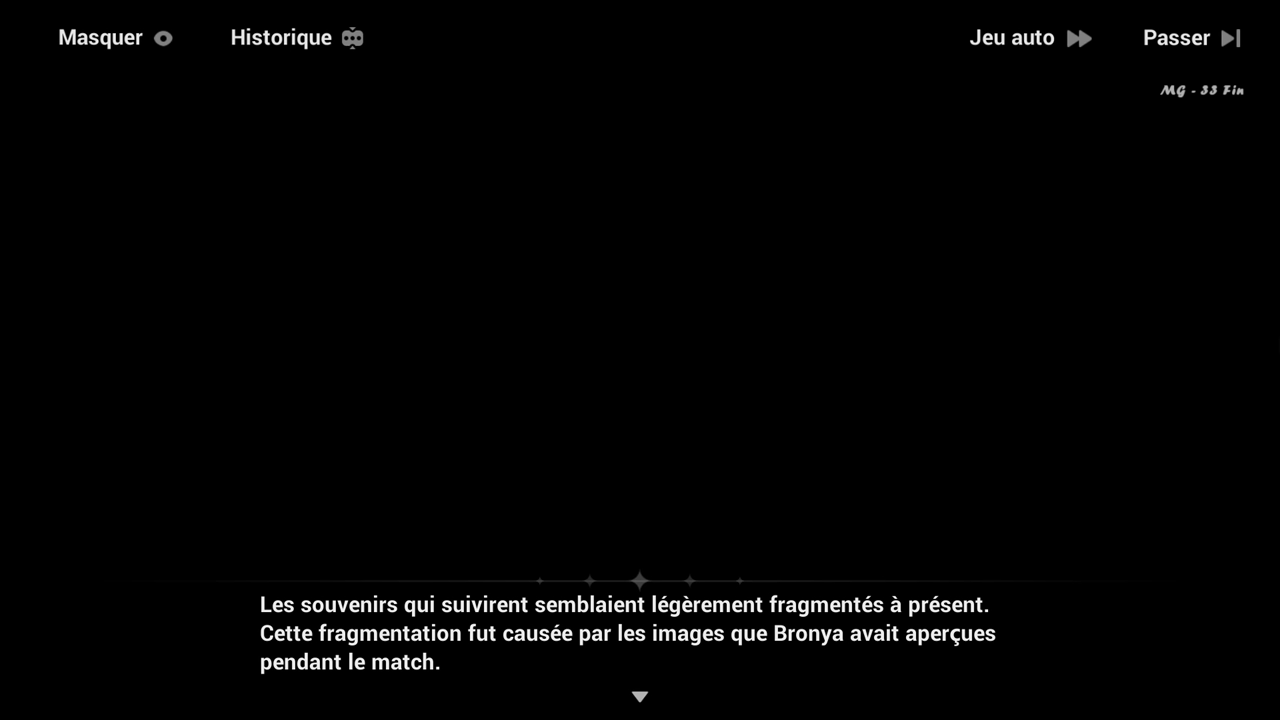 Masquer
Historique
Jeu auto
Passer
MG - 33 Fin
Les souvenirs qui suivirent semblaient légèrement fragmentés à présent.
Cette fragmentation fut causée par les images que Bronya avait aperçues
pendant le match.